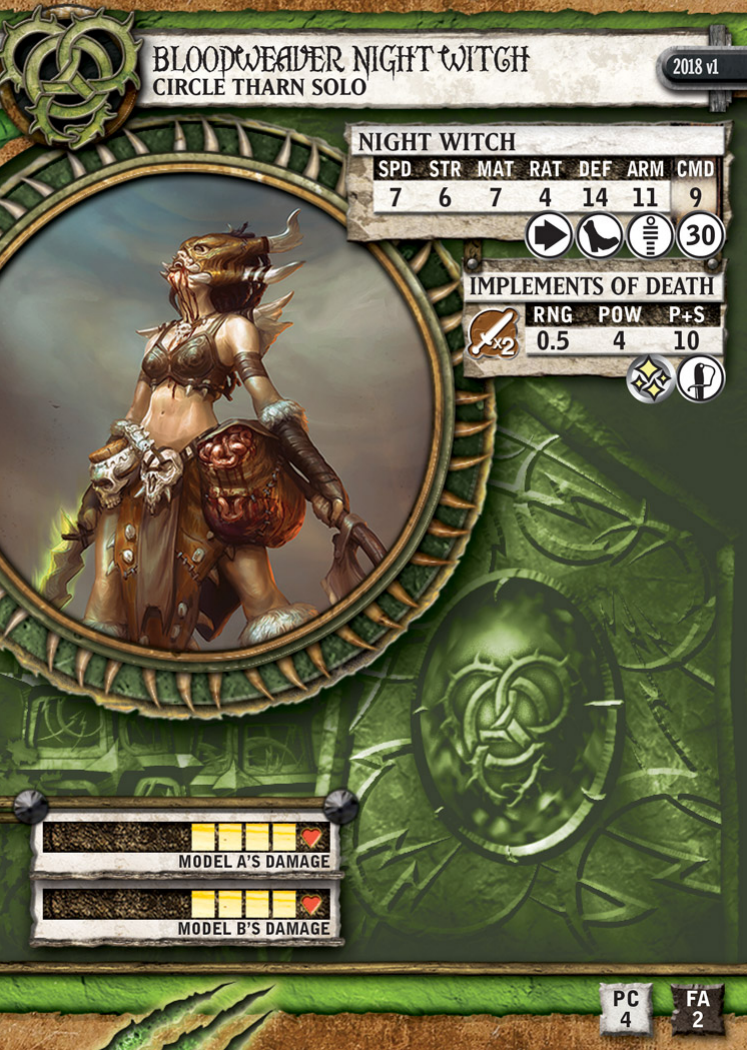 BLOODWEAVER NIGHT WITCH
CIRCLE THARN SOLO
2018 v1
NIGHT WITCH
SPD STR MAT RAT DEF ARM CMD
7 6 7 4 14 11 9
30
IMPLEMENTS OF DEATH
RNG POW P+S
x2 0.5 4 10
MODEL A'S DAMAGE
MODEL B'S DAMAGE
PC FA
4 2